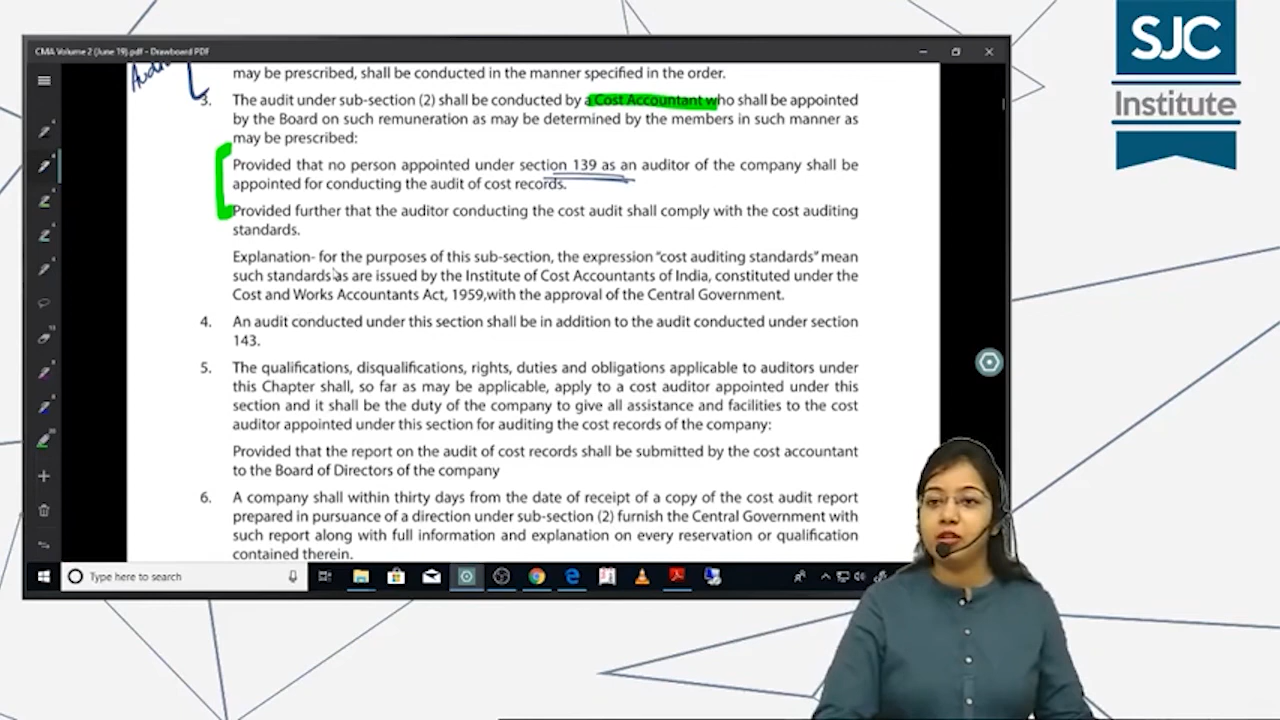 SJC
Institute
CMA Volume 2 (June 19).pdf - Drawboard PDF
may be prescribed, shall be conducted in the manner specified in the order.
3. The audit under sub-section (2) shall be conducted by a Cost Accountant who shall be appointed
by the Board on such remuneration as may be determined by the members in such manner as
may be prescribed:
Provided that no person appointed under section 139 as an auditor of the company shall be
appointed for conducting the audit of cost records.
Provided further that the auditor conducting the cost audit shall comply with the cost auditing
standards.
Explanation- for the purposes of this sub-section, the expression “cost auditing standards” mean
such standards as are issued by the Institute of Cost Accountants of India, constituted under the
Cost and Works Accountants Act, 1959,with the approval of the Central Government.
4. An audit conducted under this section shall be in addition to the audit conducted under section
143.
5. The qualifications, disqualifications, rights, duties and obligations applicable to auditors under
this Chapter shall, so far as may be applicable, apply to a cost auditor appointed under this
section and it shall be the duty of the company to give all assistance and facilities to the cost
auditor appointed under this section for auditing the cost records of the company:
Provided that the report on the audit of cost records shall be submitted by the cost accountant
to the Board of Directors of the company
6. A company shall within thirty days from the date of receipt of a copy of the cost audit report
prepared in pursuance of a direction under sub-section (2) furnish the Central Government with
such report along with full information and explanation on every reservation or qualification
contained therein.
Type here to search